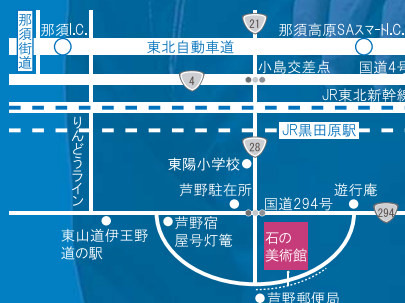 那須
街道
那須I.C.
21
那須高原SAスマートI.C.
東北自動車道
小島交差点
国道4号
4
JR東北新幹線
JR黒田原駅
りんどうライン
28
東陽小学校
芦野駐在所
国道294号
遊行庵
294
東山道伊王野
道の駅
芦野宿
屋号灯篭
石の
美術館
芦野郵便局